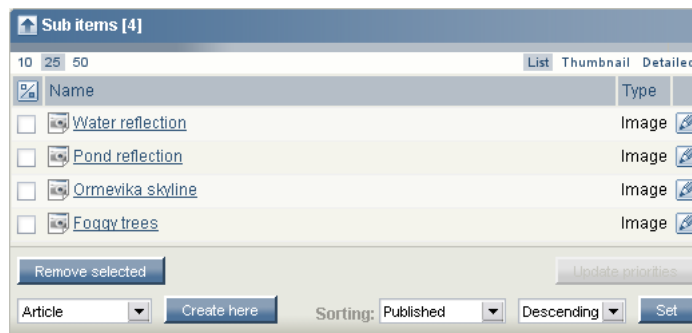 Sub items [4]
10 25 50 List Thumbnail Detailed
Name Type
Water reflection Image
Pond reflection Image
Ormevika skyline Image
Foggy trees Image
Remove selected Update priorities
Article Create here Sorting: Published Descending Set